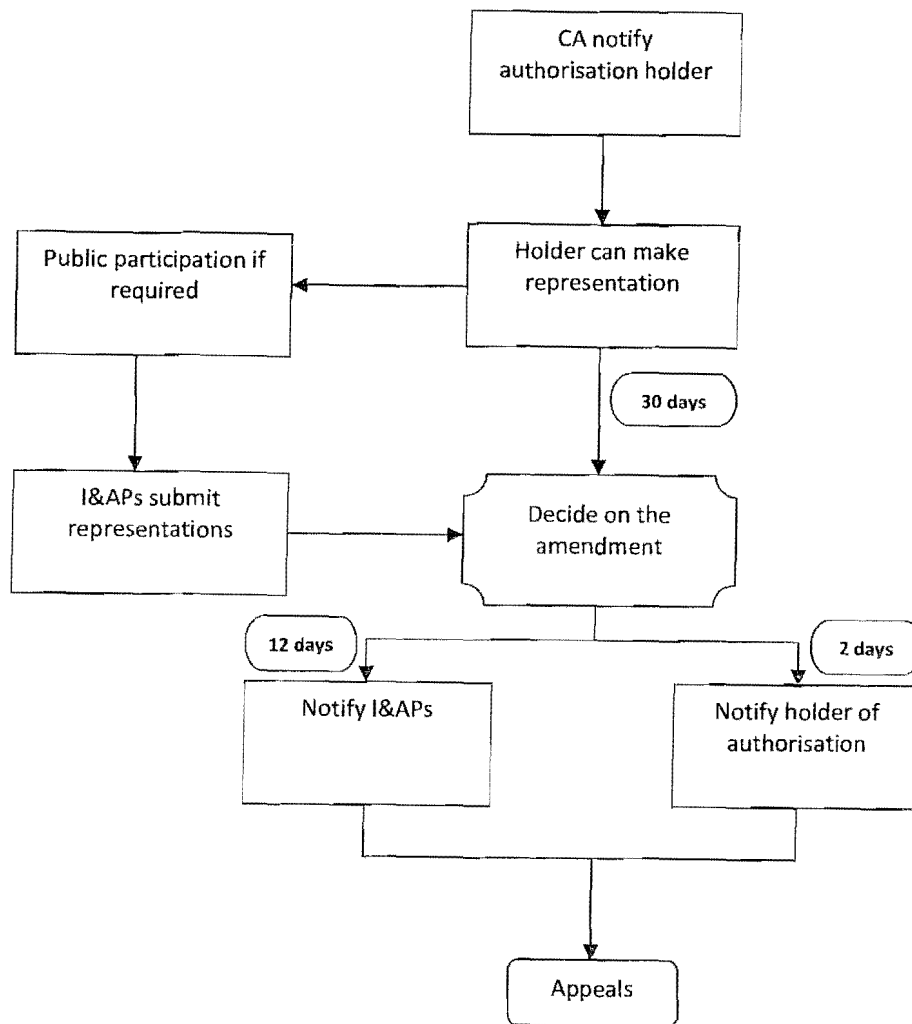 CA notify
authorisation holder
Holder can make
representation
Public participation if
required
30 days
I&APs submit
representations
Decide on the
amendment
12 days
2 days
Notify I&APs
Notify holder of
authorisation
Appeals